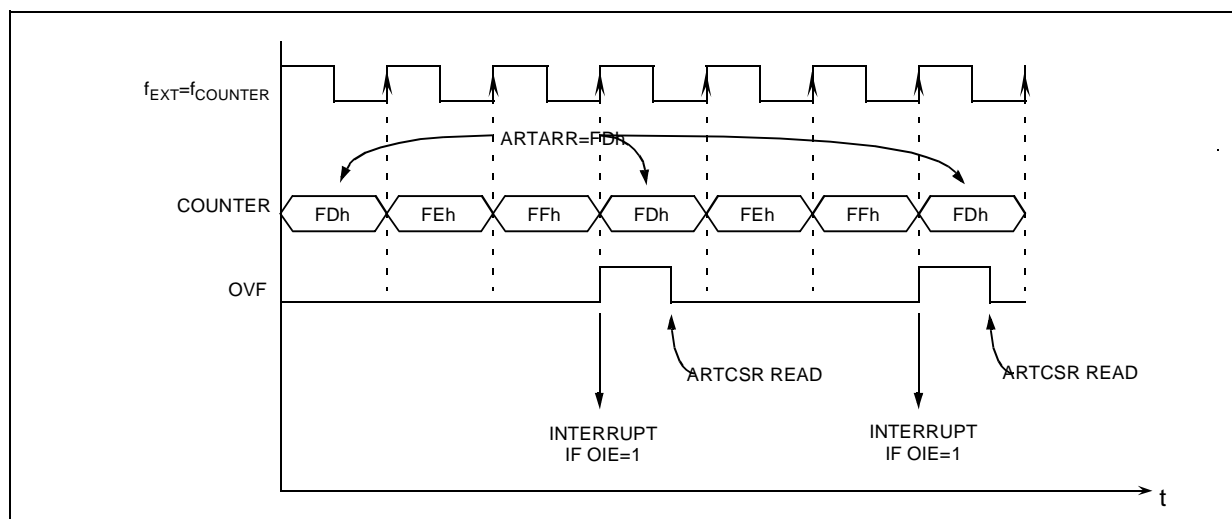 fEXT=fCOUNTER
ARTARR=FDh
COUNTER
FDh FEh FFh FDh FEh FFh FDh
OVF
ARTCSR READ
ARTCSR READ
INTERRUPT
IF OIE=1
INTERRUPT
IF OIE=1
t